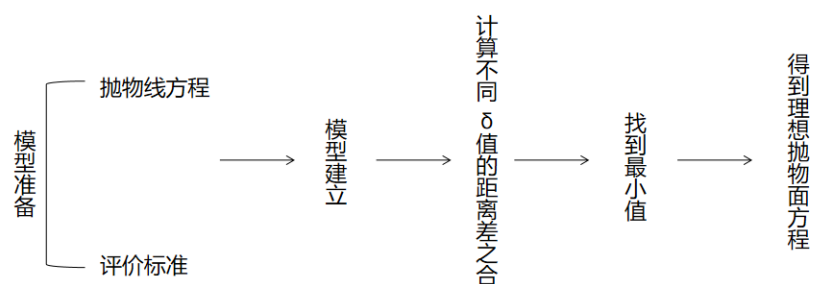 模型准备
抛物线方程
评价标准
模型建立
计算不同δ值的距离差之合
找到最小值
得到理想抛物面方程